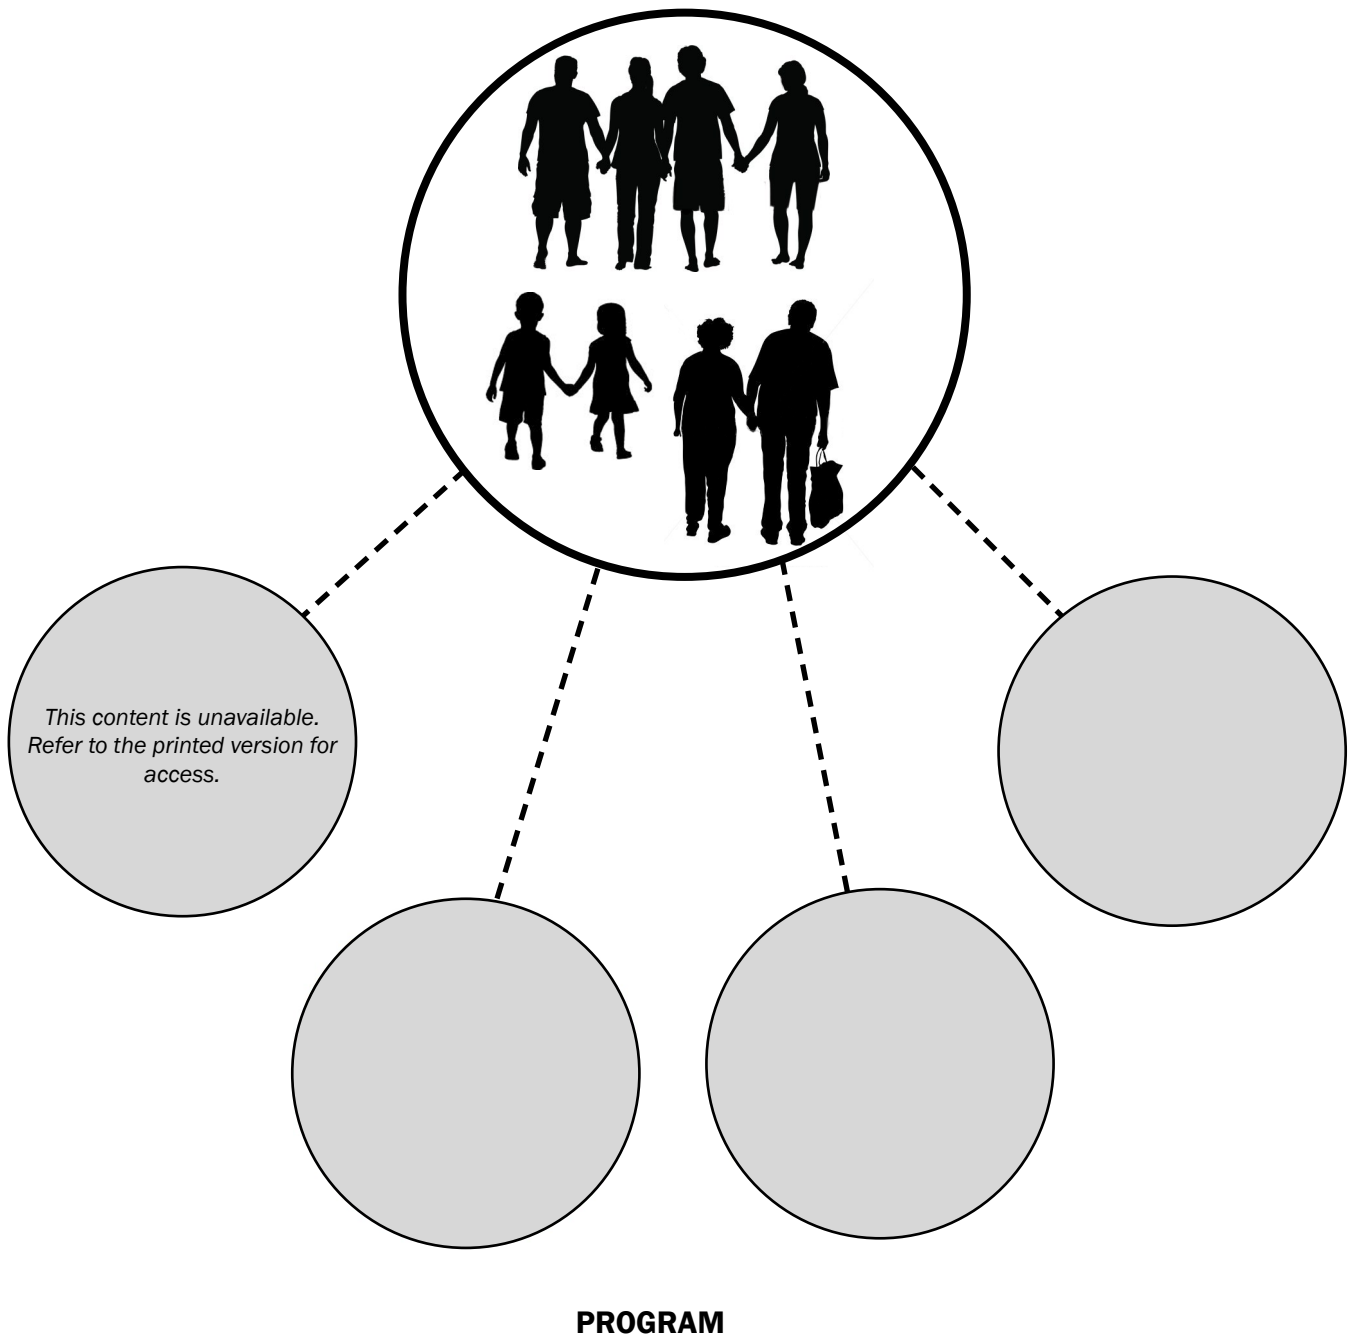 This content is unavailable.
Refer to the printed version for
access.
PROGRAM